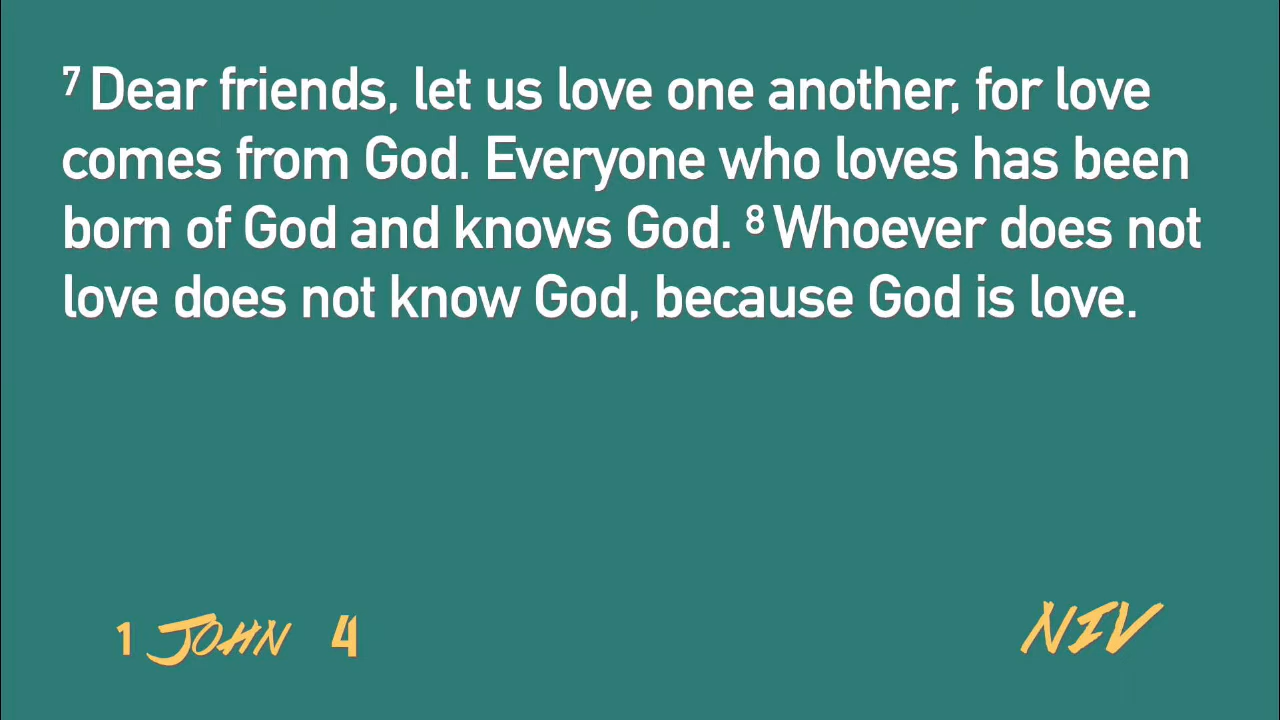 ⁷ Dear friends, let us love one another, for love
comes from God. Everyone who loves has been
born of God and knows God. ⁸ Whoever does not
love does not know God, because God is love.
1 JOHN 4
NIV